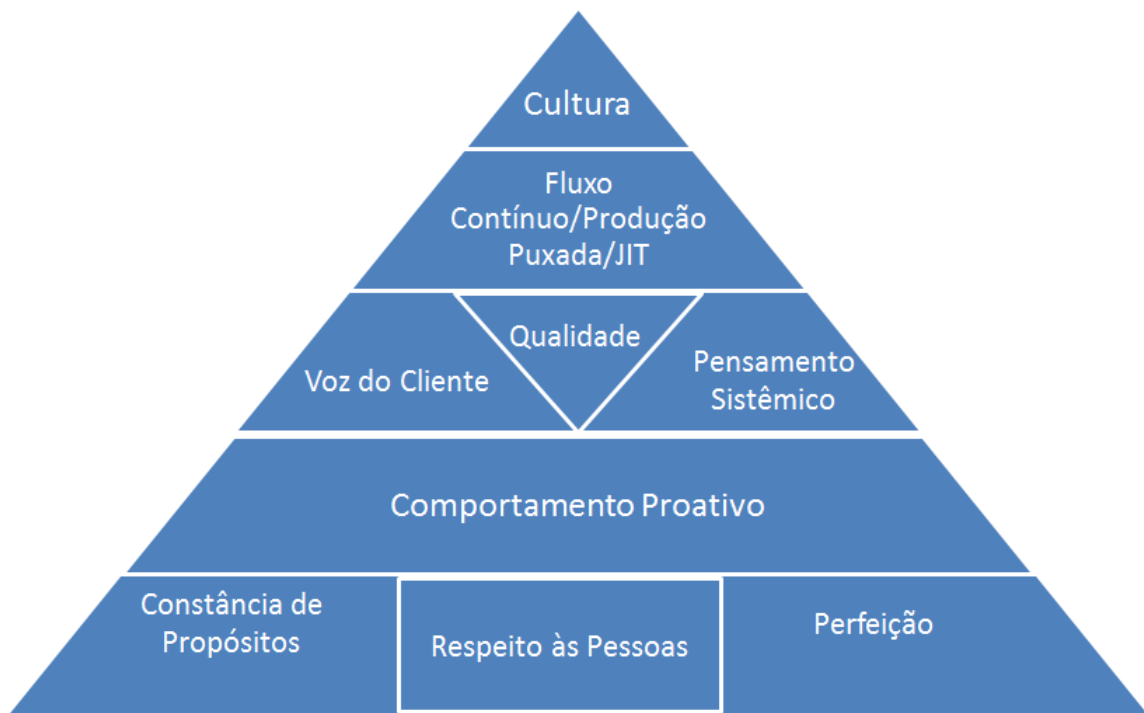 Cultura
Fluxo
Contínuo/Produção
Puxada/JIT
Qualidade
Voz do Cliente
Pensamento
Sistêmico
Comportamento Proativo
Constância de
Propósitos
Respeito às Pessoas
Perfeição